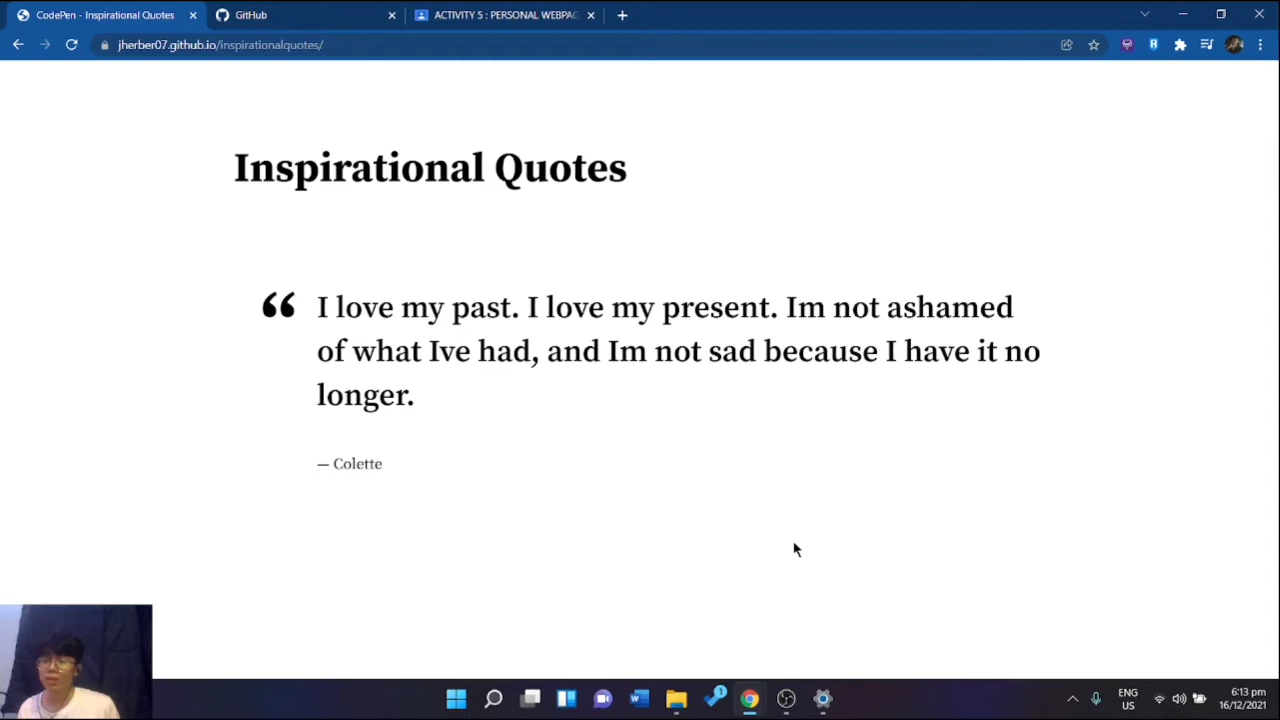 CodePen - Inspirational Quotes
GitHub
ACTIVITY 5 : PERSONAL WEBPAG
jherber07.github.io/inspirationalquotes/
Inspirational Quotes
“ I love my past. I love my present. Im not ashamed
of what Ive had, and Im not sad because I have it no
longer.
— Colette
1
ENG
US
6:13 pm
16/12/2021